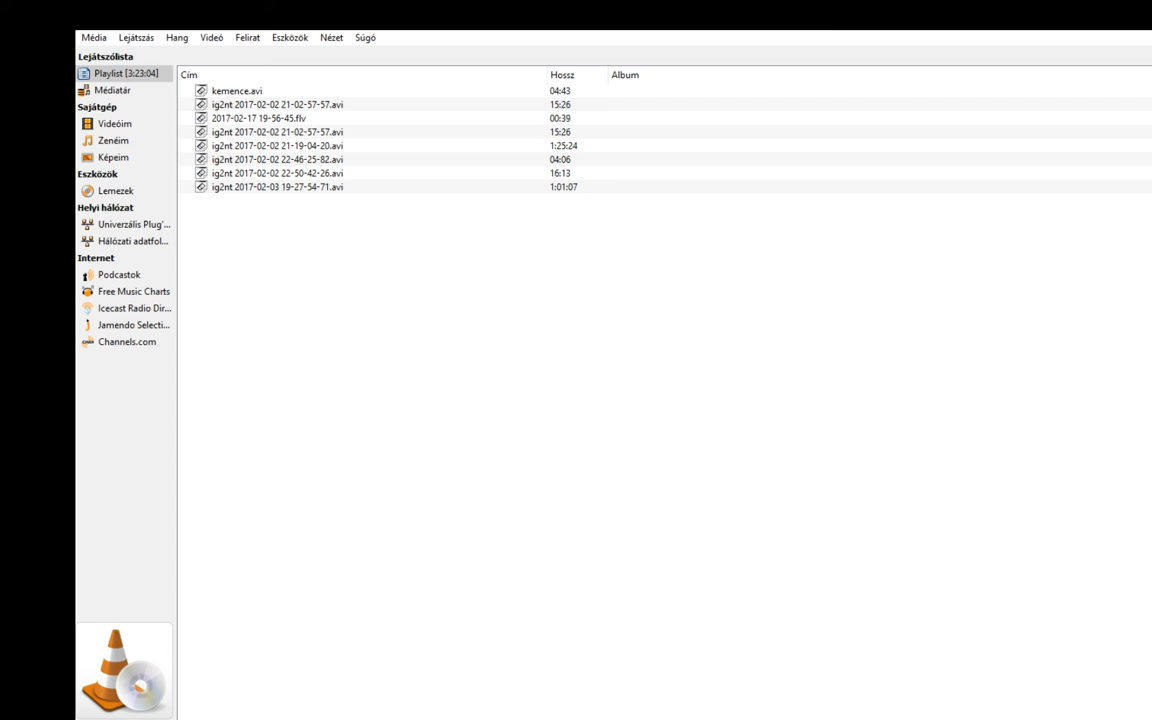 Média Lejátszás Hang Videó Felirat Eszközök Nézet Súgó
Lejátszólista
Playlist [3:23:04]
Médiatár
Sajátgép
Videóim
Zenéim
Képeim
Eszközök
Lemezek
Helyi hálózat
Univerzális Plug'...
Hálózati adatfol...
Internet
Podcastok
Free Music Charts
Icecast Radio Dir...
Jamendo Selecti...
Channels.com
Cím Hossz Album
kemence.avi 04:43
ig2nt 2017-02-02 21-02-57-57.avi 15:26
2017-02-17 19-56-45.flv 00:39
ig2nt 2017-02-02 21-02-57-57.avi 15:26
ig2nt 2017-02-02 21-19-04-20.avi 1:25:24
ig2nt 2017-02-02 22-46-25-82.avi 04:06
ig2nt 2017-02-02 22-50-42-26.avi 16:13
ig2nt 2017-02-03 19-27-54-71.avi 1:01:07